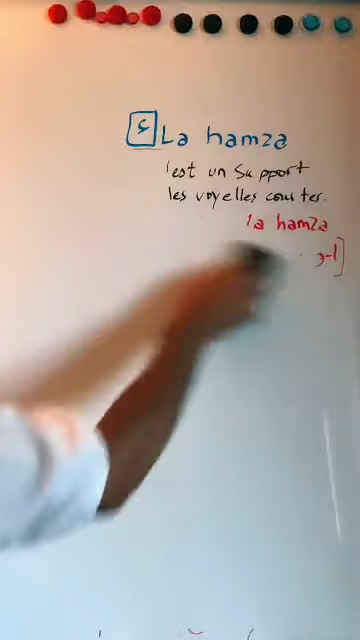 ء La hamza
c'est un support
les voyelles courtes.
la hamza
و-ا]